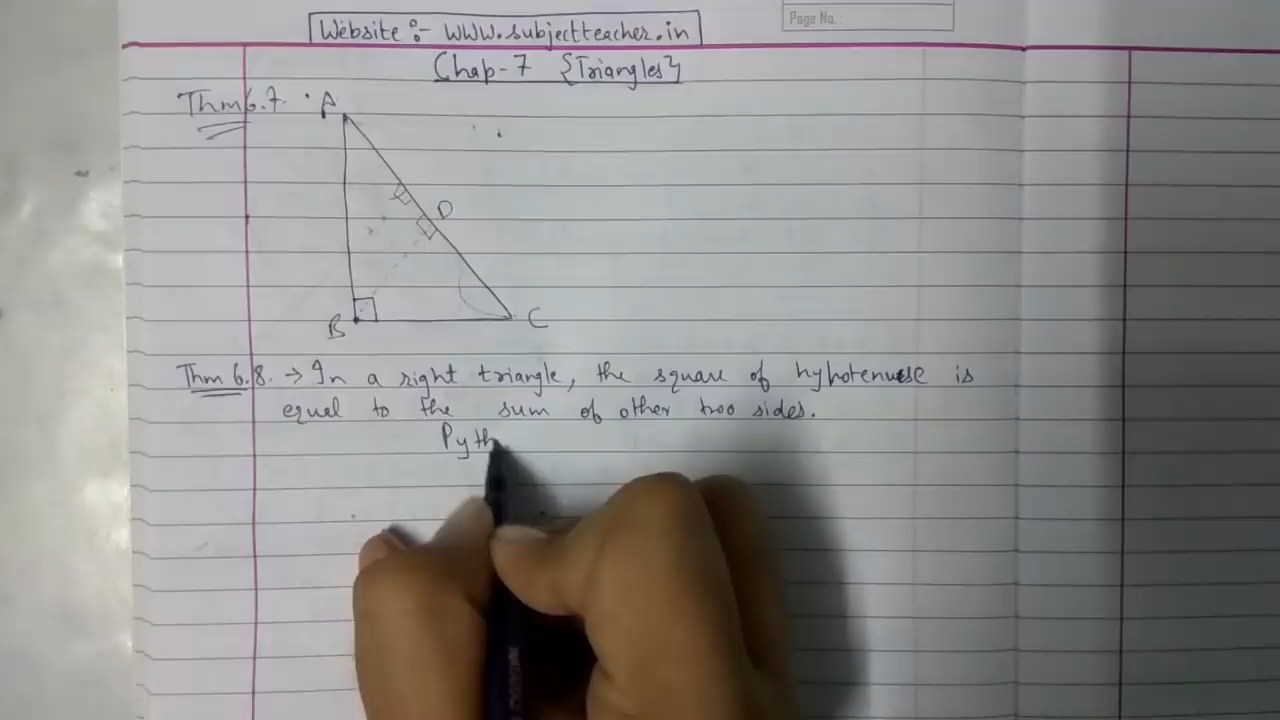 Page No. :
Website :- www.subjectteacher.in
Chap-7 {Triangles}
Thm 6.7.
A
D
B
C
Thm 6.8. → In a right triangle, the square of hypotenuse is
equal to the sum of other two sides.
Pyth